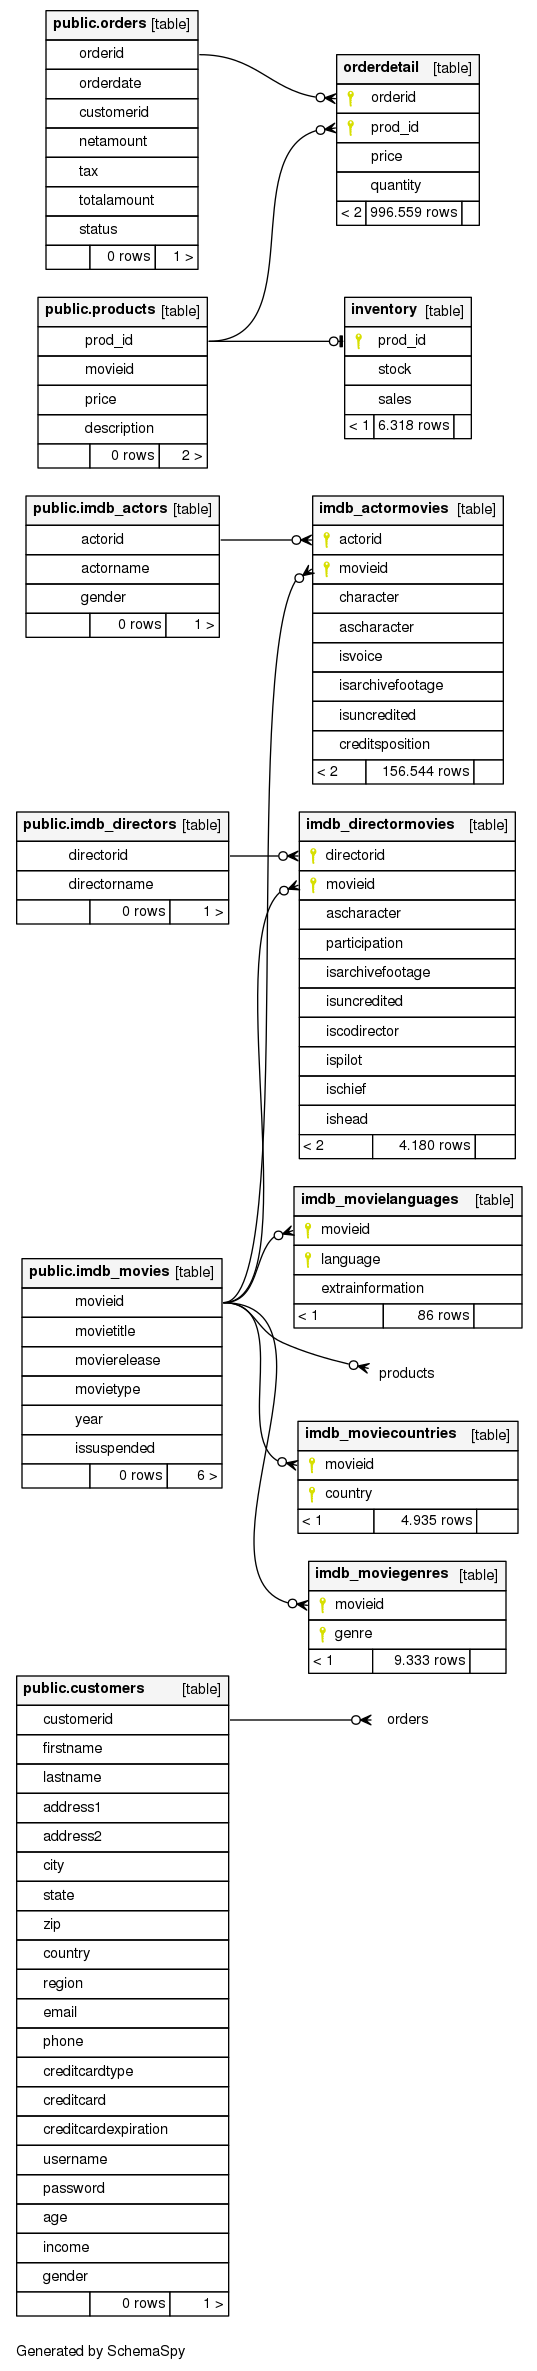 public.orders [table]
orderid
orderdate
customerid
netamount
tax
totalamount
status
0 rows 1 >
orderdetail [table]
orderid
prod_id
price
quantity
< 2 996.559 rows
public.products [table]
prod_id
movieid
price
description
0 rows 2 >
inventory [table]
prod_id
stock
sales
< 1 6.318 rows
public.imdb_actors [table]
actorid
actorname
gender
0 rows 1 >
imdb_actormovies [table]
actorid
movieid
character
ascharacter
isvoice
isarchivefootage
isuncredited
creditsposition
< 2 156.544 rows
public.imdb_directors [table]
directorid
directorname
0 rows 1 >
imdb_directormovies [table]
directorid
movieid
ascharacter
participation
isarchivefootage
isuncredited
iscodirector
ispilot
ischief
ishead
< 2 4.180 rows
imdb_movielanguages [table]
movieid
language
extrainformation
< 1 86 rows
public.imdb_movies [table]
movieid
movietitle
movierelease
movietype
year
issuspended
0 rows 6 >
products
imdb_moviecountries [table]
movieid
country
< 1 4.935 rows
imdb_moviegenres [table]
movieid
genre
< 1 9.333 rows
public.customers [table]
customerid
firstname
lastname
address1
address2
city
state
zip
country
region
email
phone
creditcardtype
creditcard
creditcardexpiration
username
password
age
income
gender
0 rows 1 >
orders
Generated by SchemaSpy